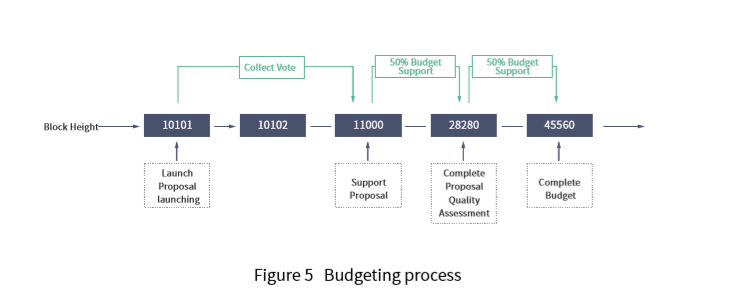 Collect Vote
50% Budget
Support
50% Budget
Support
Block Height
10101
10102
11000
28280
45560
Launch
Proposal
launching
Support
Proposal
Complete
Proposal
Quality
Assessment
Complete
Budget
Figure 5 Budgeting process